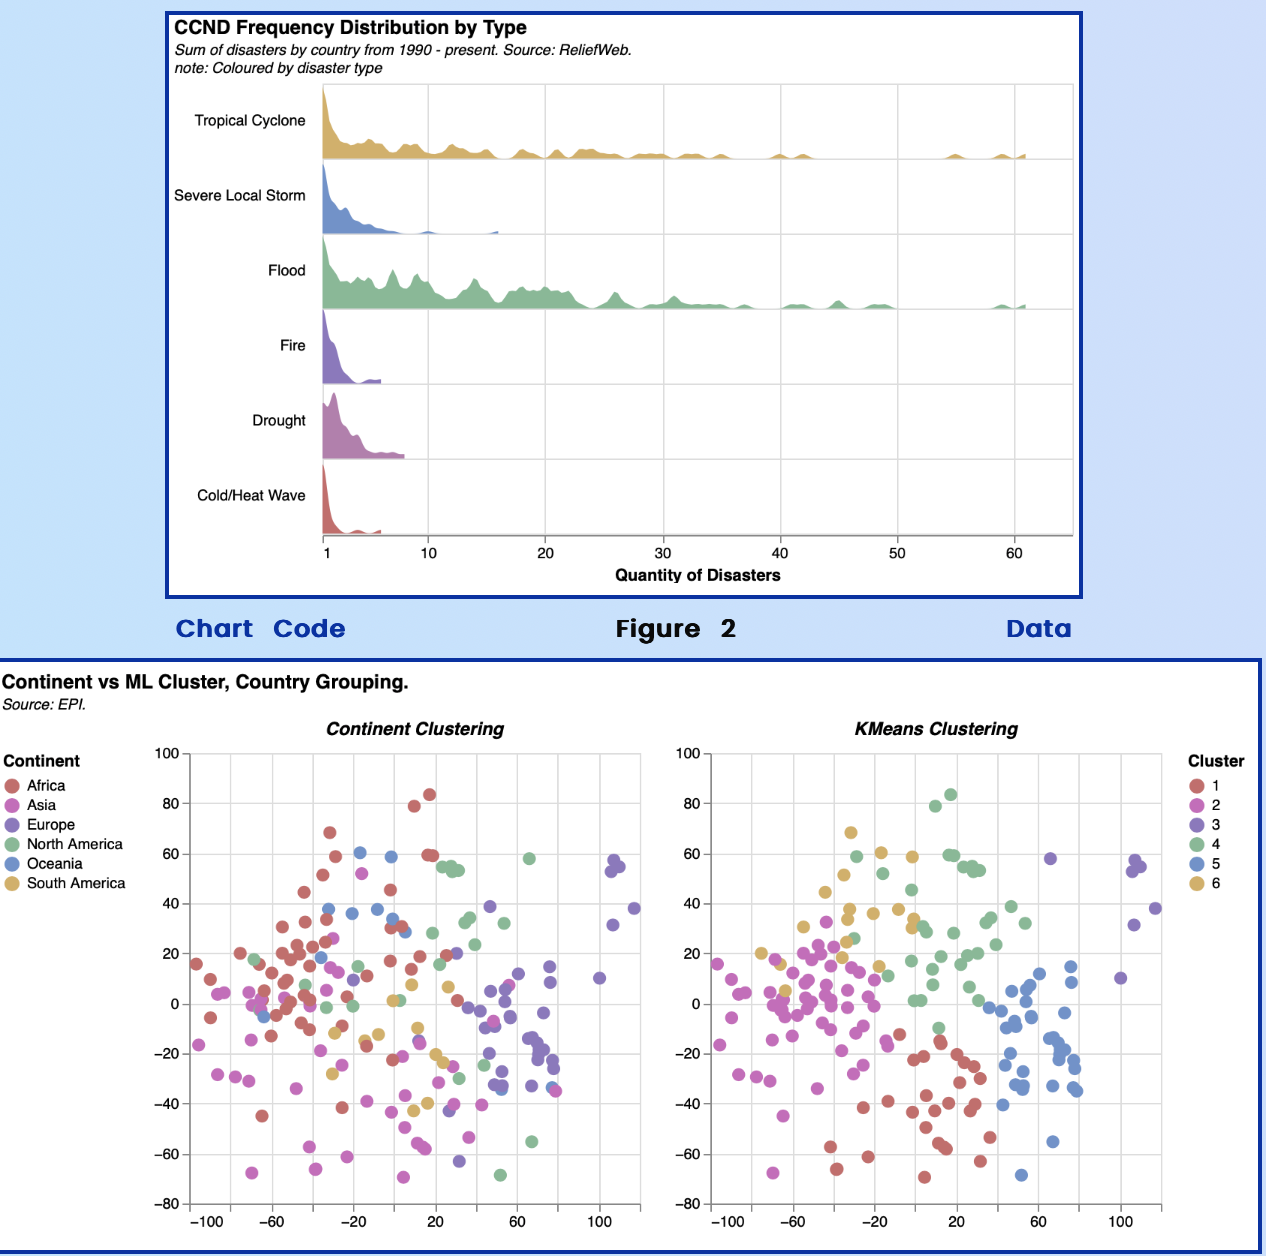 CCND Frequency Distribution by Type
Sum of disasters by country from 1990 - present. Source: ReliefWeb.
note: Coloured by disaster type
Tropical Cyclone
Severe Local Storm
Flood
Fire
Drought
Cold/Heat Wave
1 10 20 30 40 50 60
Quantity of Disasters
Chart Code Figure 2 Data
Continent vs ML Cluster, Country Grouping.
Source: EPI.
Continent Clustering
Continent
Africa
Asia
Europe
North America
Oceania
South America
100
80
60
40
20
0
−20
−40
−60
−80
−100 −60 −20 20 60 100
KMeans Clustering
100
80
60
40
20
0
−20
−40
−60
−80
−100 −60 −20 20 60 100
Cluster
1
2
3
4
5
6